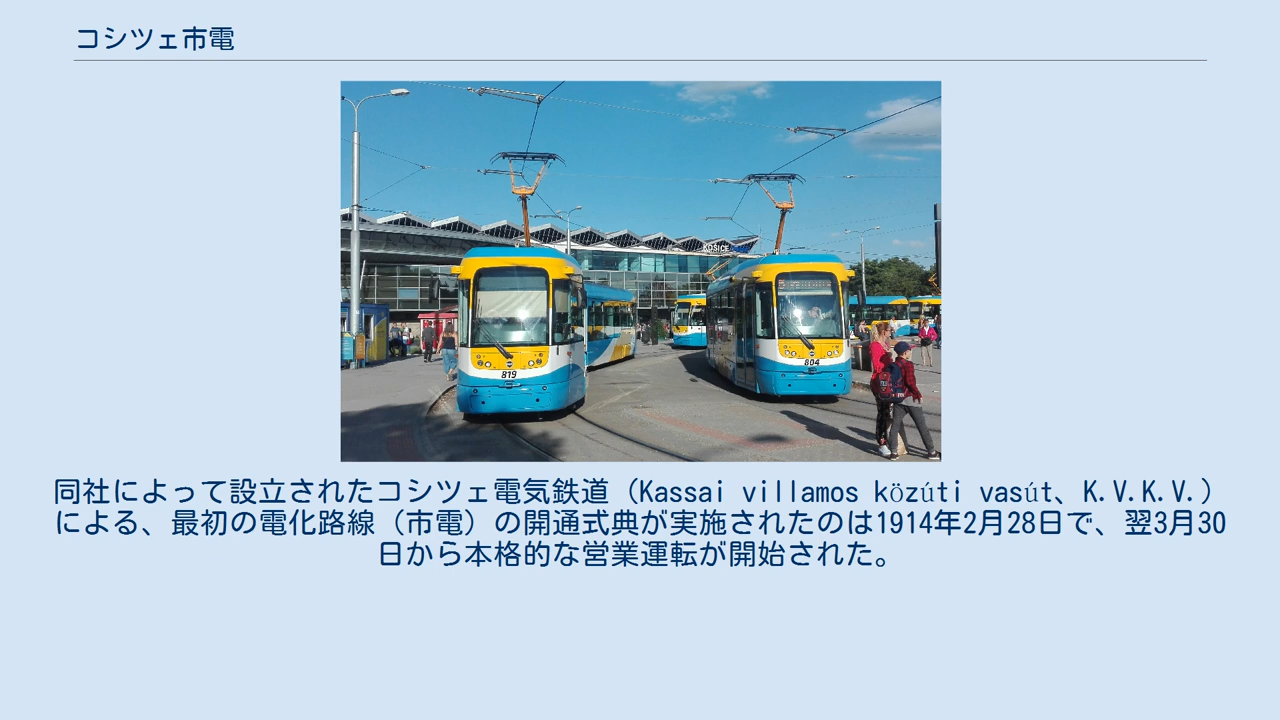 コシツェ市電
KOŠICE
819
804
同社によって設立されたコシツェ電気鉄道（Kassai villamos közúti vasút、K.V.K.V.）
による、最初の電化路線（市電）の開通式典が実施されたのは1914年2月28日で、翌3月30
日から本格的な営業運転が開始された。